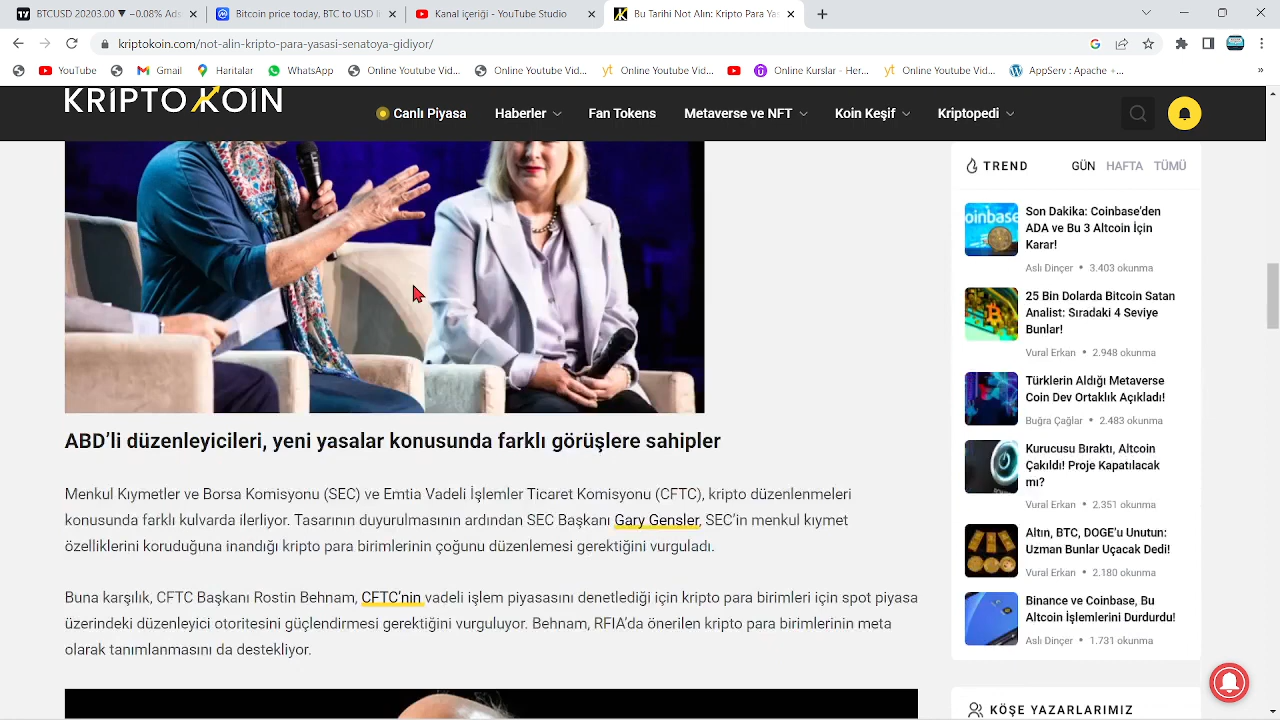 BTCUSD 20203.00 ▼ −0.08% Ads
Bitcoin price today, BTC to USD li
Kanal içeriği - YouTube Studio
Bu Tarihi Not Alın: Kripto Para Yas
kriptokoin.com/not-alin-kripto-para-yasasi-senatoya-gidiyor/
YouTube
Gmail
Haritalar
WhatsApp
Online Youtube Vid...
Online Youtube Vid...
Online Youtube Vid...
Online Kurslar - Her...
Online Youtube Vid...
AppServ : Apache +...
KRİPTO KOİN
Canlı Piyasa
Haberler
Fan Tokens
Metaverse ve NFT
Koin Keşif
Kriptopedi
ABD’li düzenleyicileri, yeni yasalar konusunda farklı görüşlere sahipler
Menkul Kıymetler ve Borsa Komisyonu (SEC) ve Emtia Vadeli İşlemler Ticaret Komisyonu (CFTC), kripto düzenlenmeleri
konusunda farklı kulvarda ilerliyor. Tasarının duyurulmasının ardından SEC Başkanı Gary Gensler, SEC’in menkul kıymet
özelliklerini koruduğuna inandığı kripto para birimlerinin çoğunu düzenlemesi gerektiğini vurguladı.
Buna karşılık, CFTC Başkanı Rostin Behnam, CFTC’nin vadeli işlem piyasasını denetlediği için kripto para birimleri için spot piyasa
üzerindeki düzenleyici otoritesini güçlendirmesi gerektiğini vurguluyor. Behnam, RFIA’da önerilen kripto para birimlerinin meta
olarak tanımlanmasını da destekliyor.
TREND
GÜN HAFTA TÜMÜ
Son Dakika: Coinbase’den
ADA ve Bu 3 Altcoin İçin
Karar!
Aslı Dinçer • 3.403 okunma
25 Bin Dolarda Bitcoin Satan
Analist: Sıradaki 4 Seviye
Bunlar!
Vural Erkan • 2.948 okunma
Türklerin Aldığı Metaverse
Coin Dev Ortaklık Açıkladı!
Buğra Çağlar • 2.483 okunma
Kurucusu Bıraktı, Altcoin
Çakıldı! Proje Kapatılacak
mı?
Vural Erkan • 2.351 okunma
Altın, BTC, DOGE’u Unutun:
Uzman Bunlar Uçacak Dedi!
Vural Erkan • 2.180 okunma
Binance ve Coinbase, Bu
Altcoin İşlemlerini Durdurdu!
Aslı Dinçer • 1.731 okunma
KÖŞE YAZARLARIMIZ